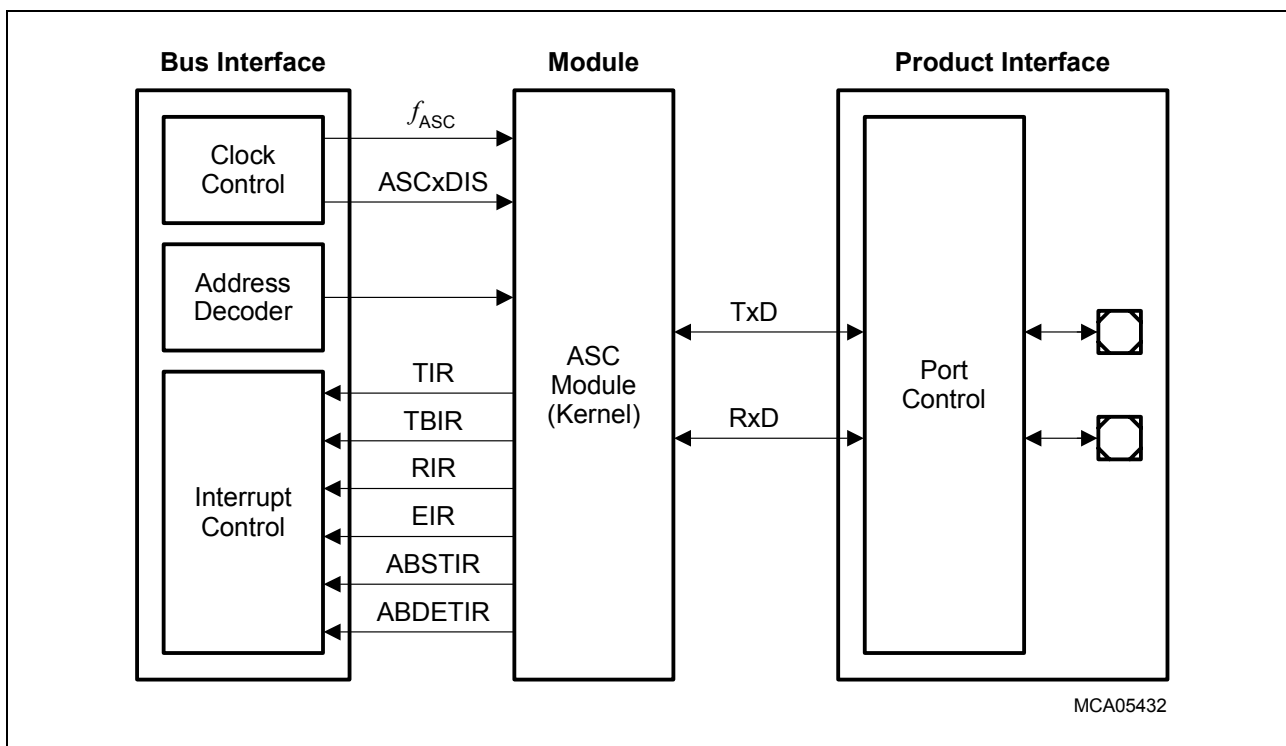 Bus Interface
Module
Product Interface
Clock
Control
f ASC
ASCxDIS
Address
Decoder
TIR
TBIR
RIR
EIR
ABSTIR
ABDETIR
Interrupt
Control
ASC
Module
(Kernel)
TxD
RxD
Port
Control
MCA05432